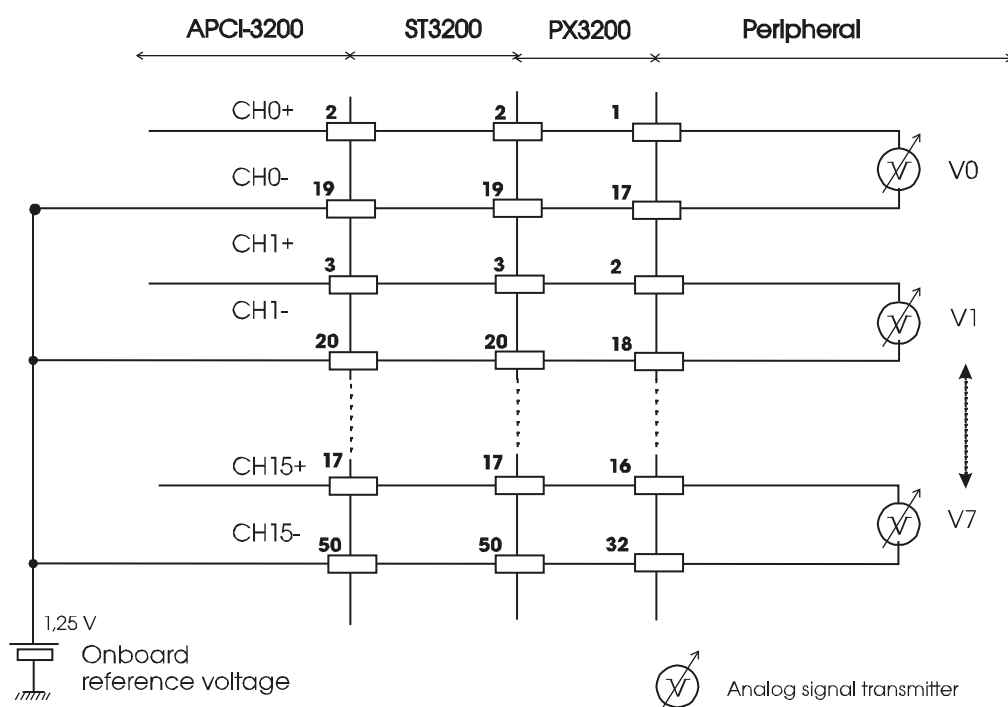 APCI-3200 ST3200 PX3200 Peripheral
CH0+ 2 2 1
V V0
CH0- 19 19 17
CH1+ 3 3 2
V V1
CH1- 20 20 18
CH15+ 17 17 16
V V7
CH15- 50 50 32
1,25 V
Onboard
reference voltage
V Analog signal transmitter